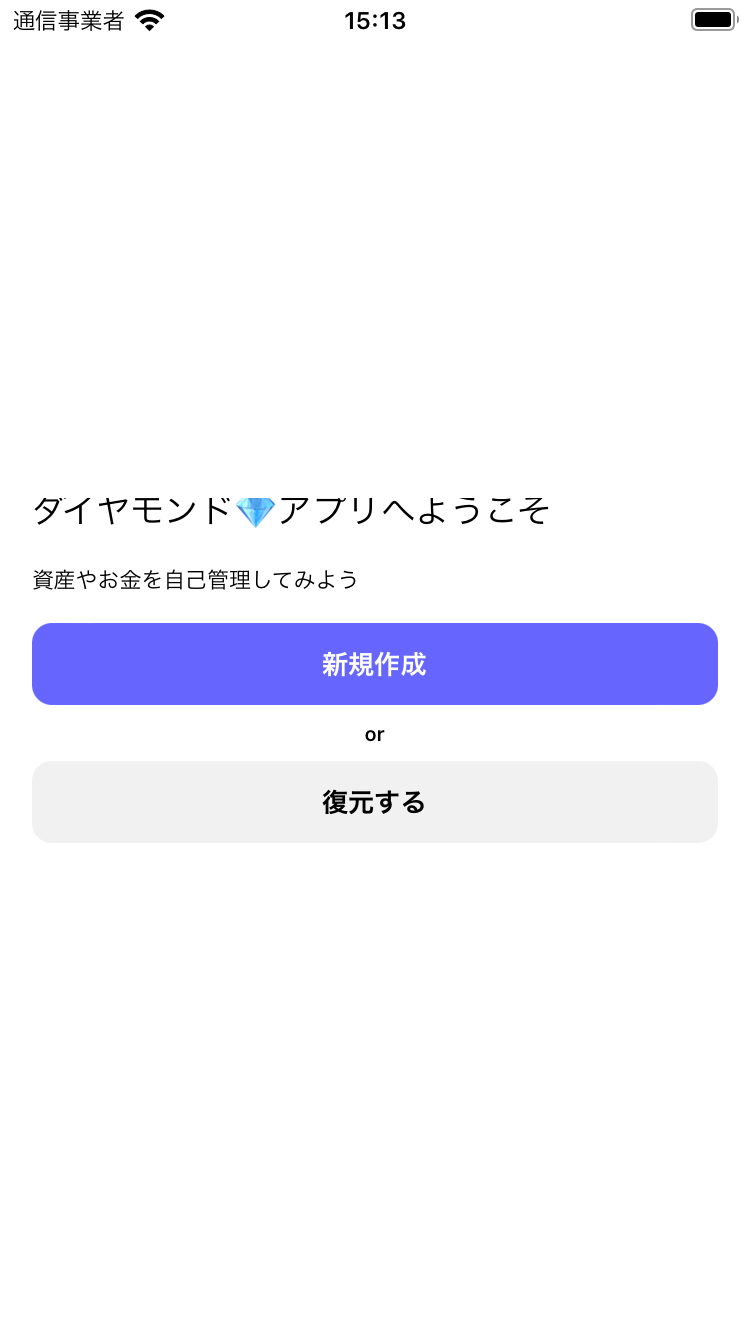 通信事業者 15:13
ダイヤモンド💎アプリへようこそ
資産やお金を自己管理してみよう
新規作成
or
復元する